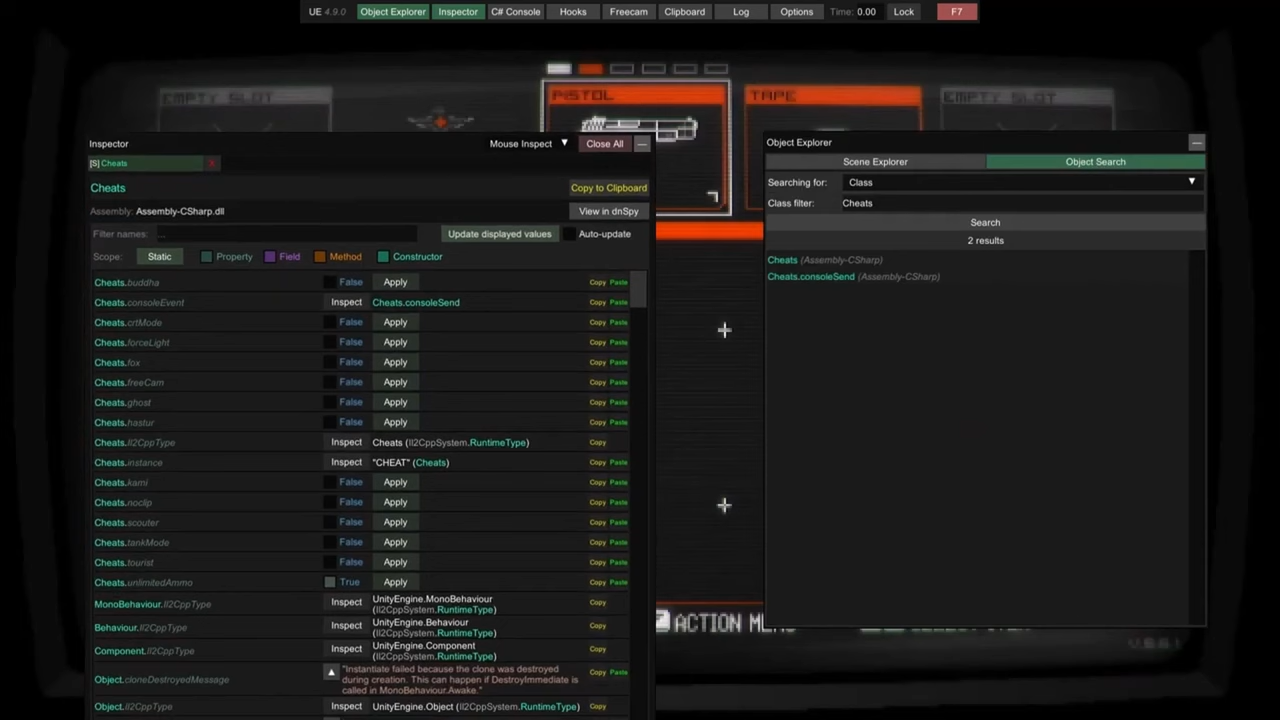 UE 4.9.0 Object Explorer Inspector C# Console Hooks Freecam Clipboard Log Options Time: 0.00 Lock F7
EMPTY SLOT PISTOL TAPE EMPTY SLOT
Inspector Mouse Inspect ▼ Close All —
[S] Cheats X
Cheats Copy to Clipboard
Assembly: Assembly-CSharp.dll View in dnSpy
Filter names: ... Update displayed values Auto-update
Scope: Static Property Field Method Constructor
Cheats.buddha False Apply Copy Paste
Cheats.consoleEvent Inspect Cheats.consoleSend Copy Paste
Cheats.crtMode False Apply Copy Paste
Cheats.forceLight False Apply Copy Paste
Cheats.fox False Apply Copy Paste
Cheats.freeCam False Apply Copy Paste
Cheats.ghost False Apply Copy Paste
Cheats.hastur False Apply Copy Paste
Cheats.Il2CppType Inspect Cheats (Il2CppSystem.RuntimeType) Copy
Cheats.instance Inspect "CHEAT" (Cheats) Copy Paste
Cheats.kami False Apply Copy Paste
Cheats.noclip False Apply Copy Paste
Cheats.scouter False Apply Copy Paste
Cheats.tankMode False Apply Copy Paste
Cheats.tourist False Apply Copy Paste
Cheats.unlimitedAmmo True Apply Copy Paste
MonoBehaviour.Il2CppType Inspect UnityEngine.MonoBehaviour
(Il2CppSystem.RuntimeType) Copy
Behaviour.Il2CppType Inspect UnityEngine.Behaviour
(Il2CppSystem.RuntimeType) Copy
Component.Il2CppType Inspect UnityEngine.Component
(Il2CppSystem.RuntimeType) Copy
Object.cloneDestroyedMessage ▲ "Instantiate failed because the clone was destroyed
during creation. This can happen if DestroyImmediate is
called in MonoBehaviour.Awake." Copy Paste
Object.Il2CppType Inspect UnityEngine.Object (Il2CppSystem.RuntimeType) Copy
Object Explorer —
Scene Explorer Object Search
Searching for: Class ▼
Class filter: Cheats
Search
2 results
Cheats (Assembly-CSharp)
Cheats.consoleSend (Assembly-CSharp)
ACTION MENU